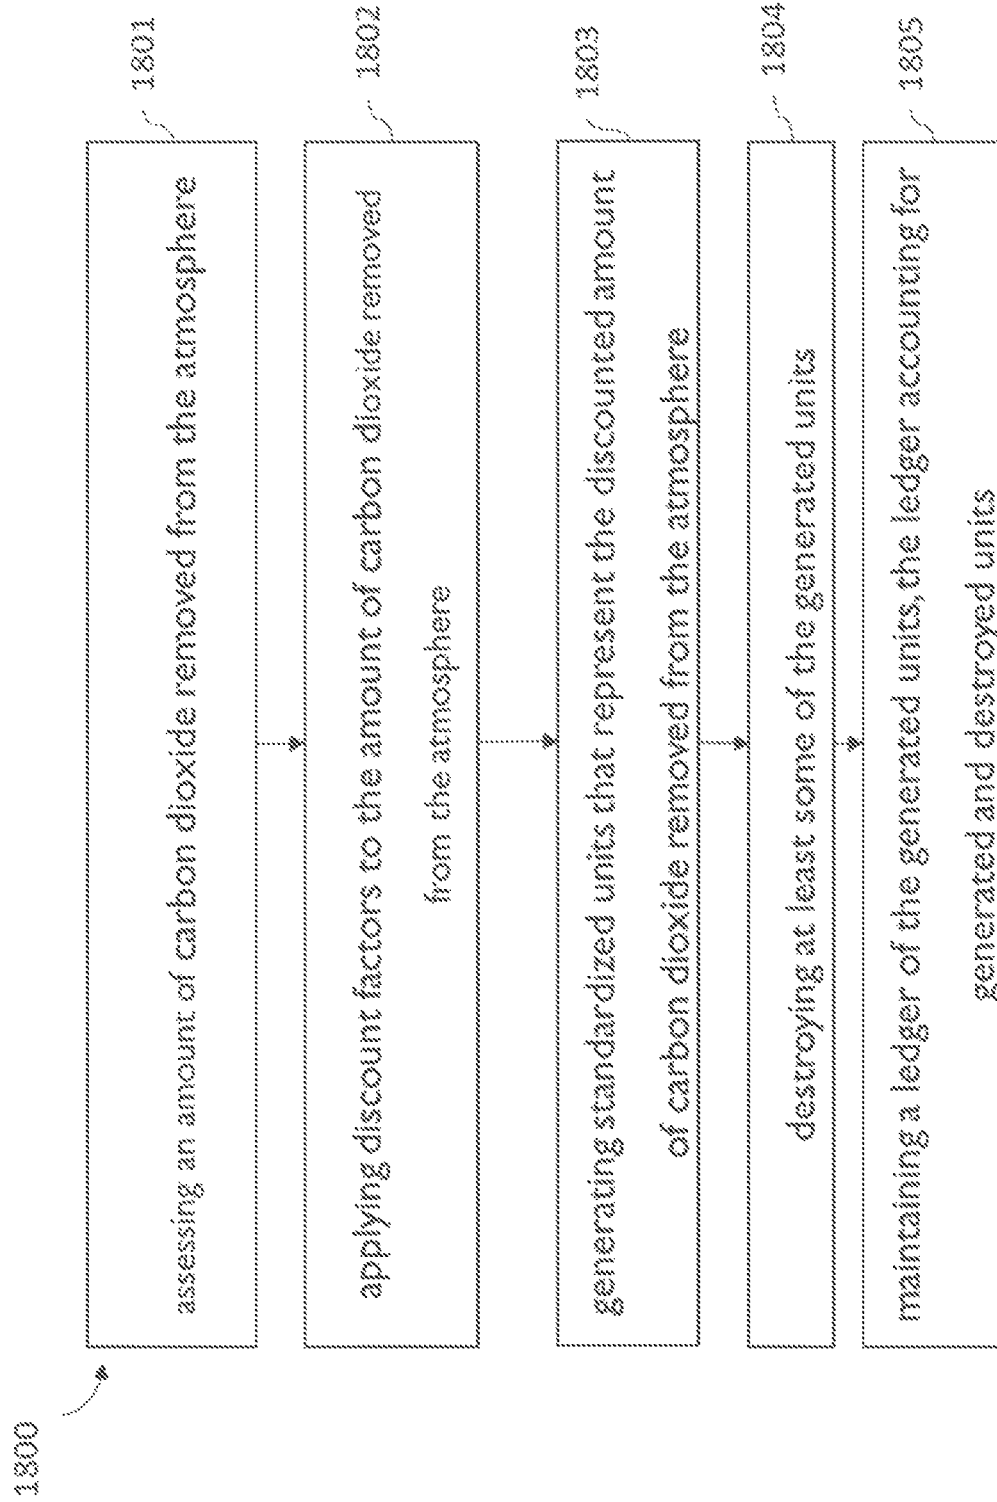 1800
1801
assessing an amount of carbon dioxide removed from the atmosphere
1802
applying discount factors to the amount of carbon dioxide removed
from the atmosphere
1803
generating standardized units that represent the discounted amount
of carbon dioxide removed from the atmosphere
1804
destroying at least some of the generated units
1805
maintaining a ledger of the generated units, the ledger accounting for
generated and destroyed units